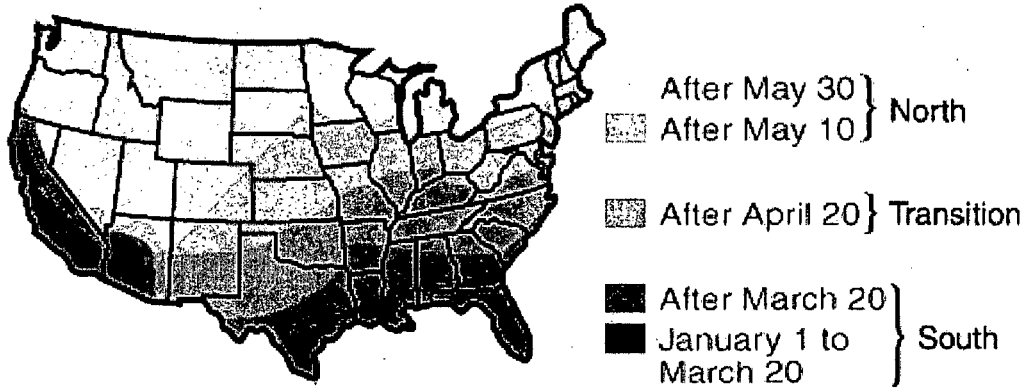 After May 30
After May 10
North
After April 20
Transition
After March 20
January 1 to
March 20
South